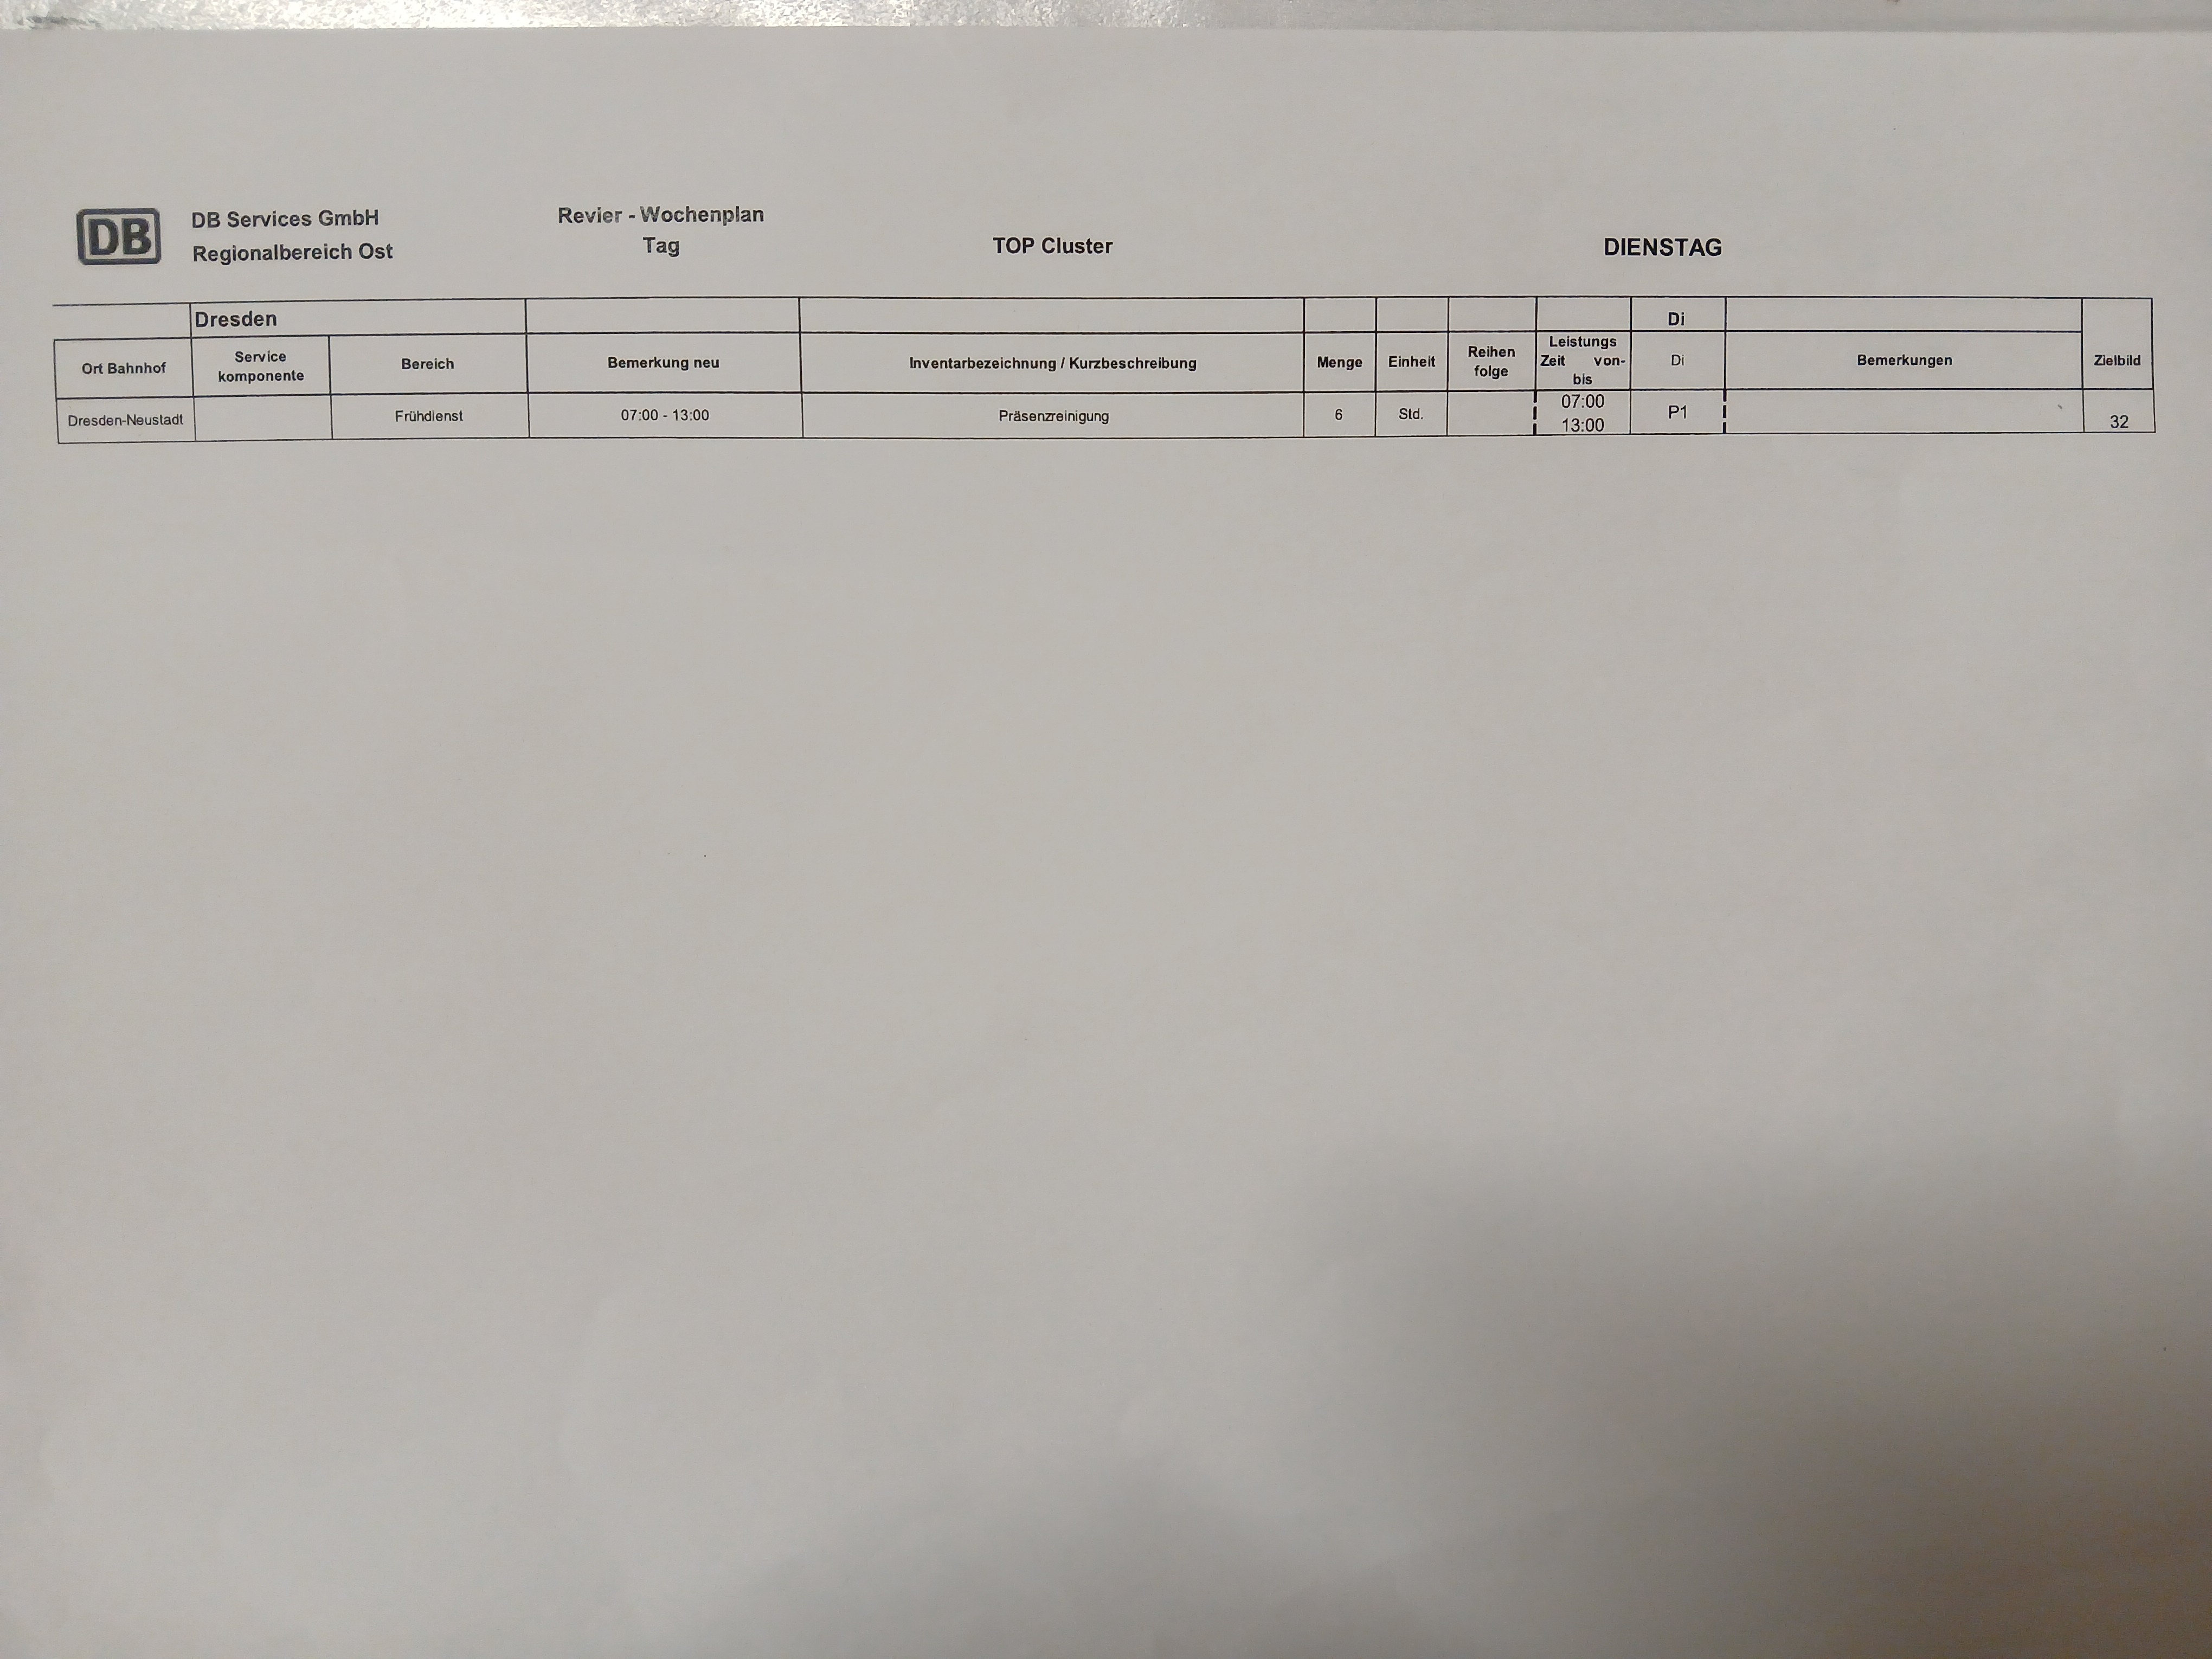 DB
DB Services GmbH
Regionalbereich Ost
Revier - Wochenplan
Tag
TOP Cluster
DIENSTAG
Dresden
Di
Ort Bahnhof
Service
komponente
Bereich
Bemerkung neu
Inventarbezeichnung / Kurzbeschreibung
Menge
Einheit
Reihen
folge
Leistungs
Zeit von-
bis
Di
Bemerkungen
Zielbild
Dresden-Neustadt
Frühdienst
07:00 - 13:00
Präsenzreinigung
6
Std.
07:00
13:00
P1
32